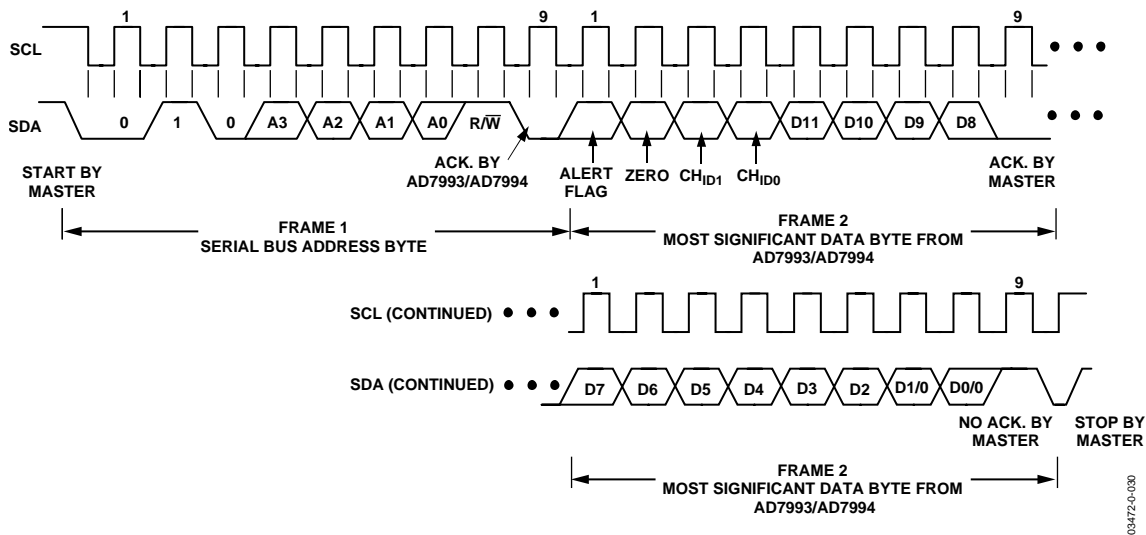 1 9 1 9
SCL
SDA 0 1 0 A3 A2 A1 A0 R/W̅ D11 D10 D9 D8
START BY
MASTER
ACK. BY
AD7993/AD7994
ALERT
FLAG
ZERO
CHID1
CHID0
ACK. BY
MASTER
FRAME 1
SERIAL BUS ADDRESS BYTE
FRAME 2
MOST SIGNIFICANT DATA BYTE FROM
AD7993/AD7994
1 9
SCL (CONTINUED)
SDA (CONTINUED) D7 D6 D5 D4 D3 D2 D1/0 D0/0
NO ACK. BY
MASTER
STOP BY
MASTER
FRAME 2
MOST SIGNIFICANT DATA BYTE FROM
AD7993/AD7994
03472-0-030